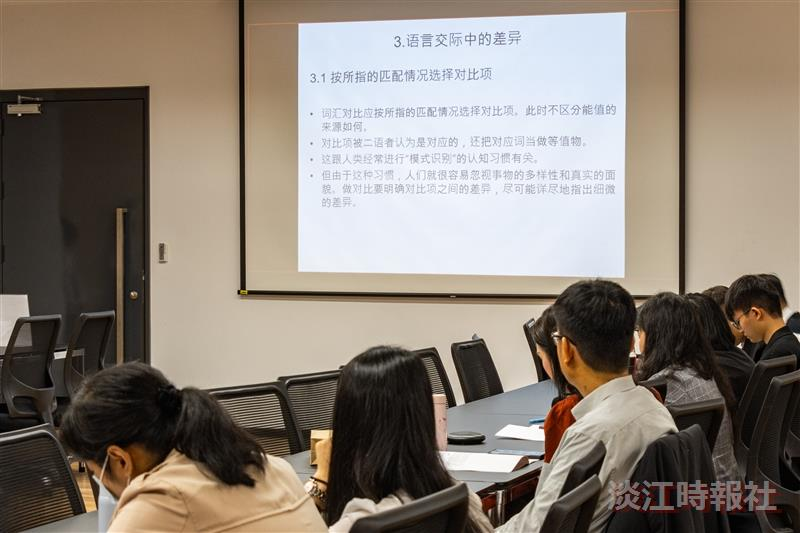 3.语言交际中的差异
3.1 按所指的匹配情况选择对比项
• 词汇对比应按所指的匹配情况选择对比项。此时不区分能值的
来源如何。
• 对比项被二语者认为是对应的，还把对应词当做等值物。
• 这跟人类经常进行“模式识别”的认知习惯有关。
• 但由于这种习惯，人们就很容易忽视事物的多样性和真实的面
貌。做对比要明确对比项之间的差异，尽可能详尽地指出细微
的差异。
淡江時報社